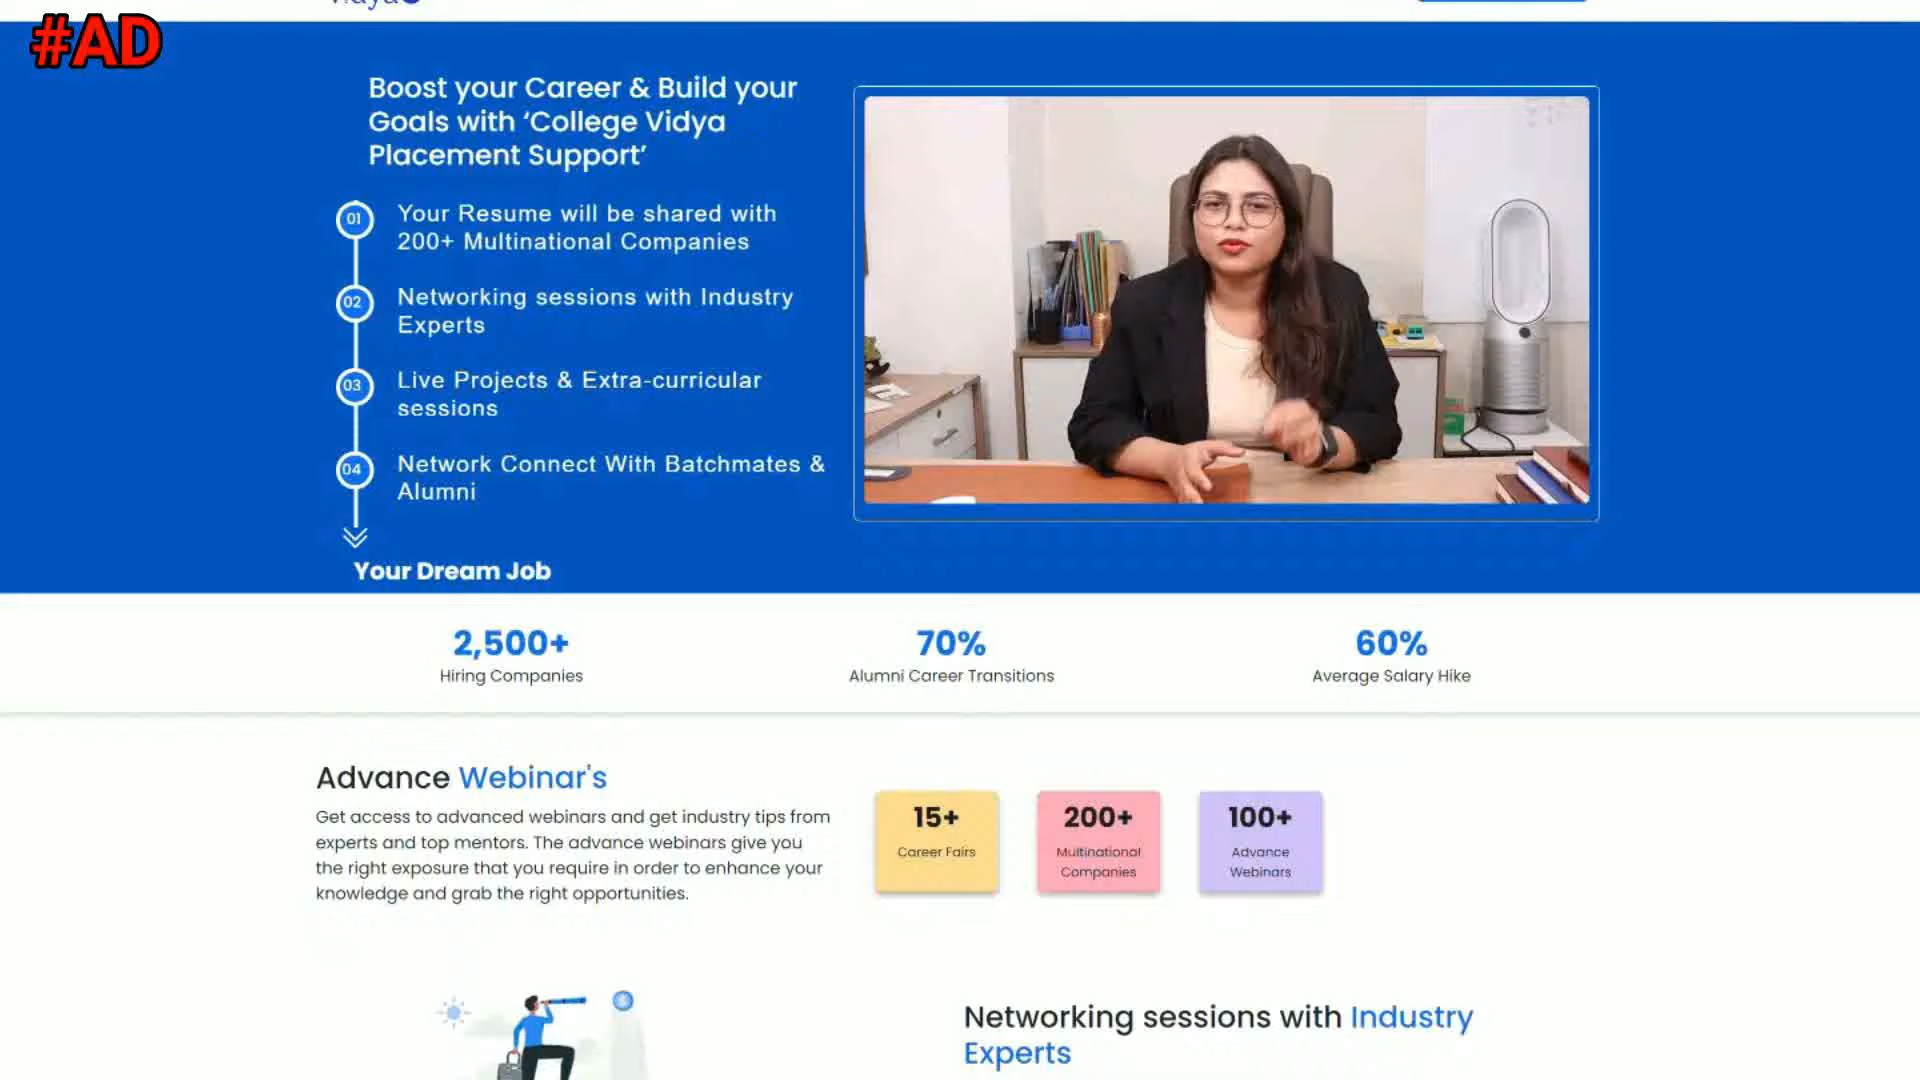 #AD
Boost your Career & Build your
Goals with ‘College Vidya
Placement Support’
01
Your Resume will be shared with
200+ Multinational Companies
02
Networking sessions with Industry
Experts
03
Live Projects & Extra-curricular
sessions
04
Network Connect With Batchmates &
Alumni
Your Dream Job
2,500+
Hiring Companies
70%
Alumni Career Transitions
60%
Average Salary Hike
Advance Webinar's
Get access to advanced webinars and get industry tips from
experts and top mentors. The advance webinars give you
the right exposure that you require in order to enhance your
knowledge and grab the right opportunities.
15+
Career Fairs
200+
Multinational
Companies
100+
Advance
Webinars
Networking sessions with Industry
Experts